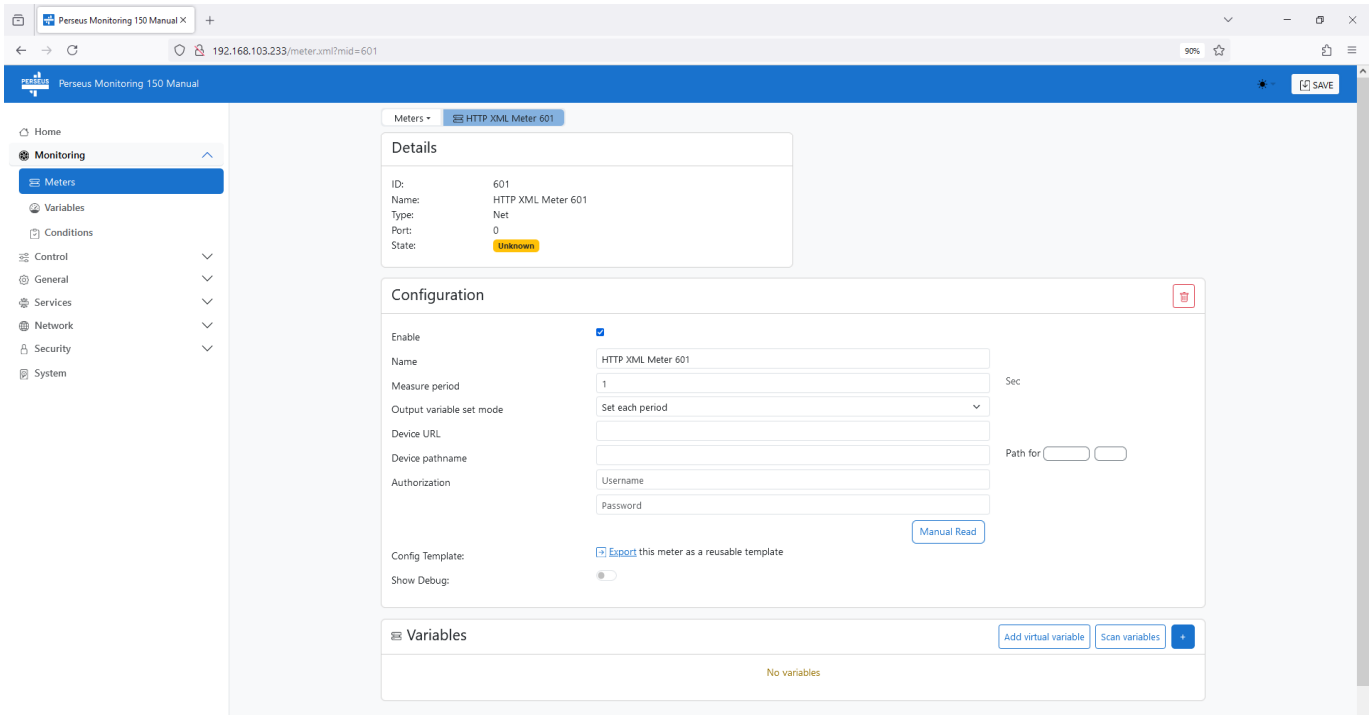 Perseus Monitoring 150 Manual
192.168.103.233/meter.xml?mid=601
90%
PERSEUS Perseus Monitoring 150 Manual
SAVE
Home
Monitoring
Meters
Variables
Conditions
Control
General
Services
Network
Security
System
Meters
HTTP XML Meter 601
Details
ID: 601
Name: HTTP XML Meter 601
Type: Net
Port: 0
State: Unknown
Configuration
Enable
Name HTTP XML Meter 601
Measure period 1 Sec
Output variable set mode Set each period
Device URL
Device pathname Path for
Authorization Username
Password
Manual Read
Config Template: Export this meter as a reusable template
Show Debug:
Variables Add virtual variable Scan variables +
No variables